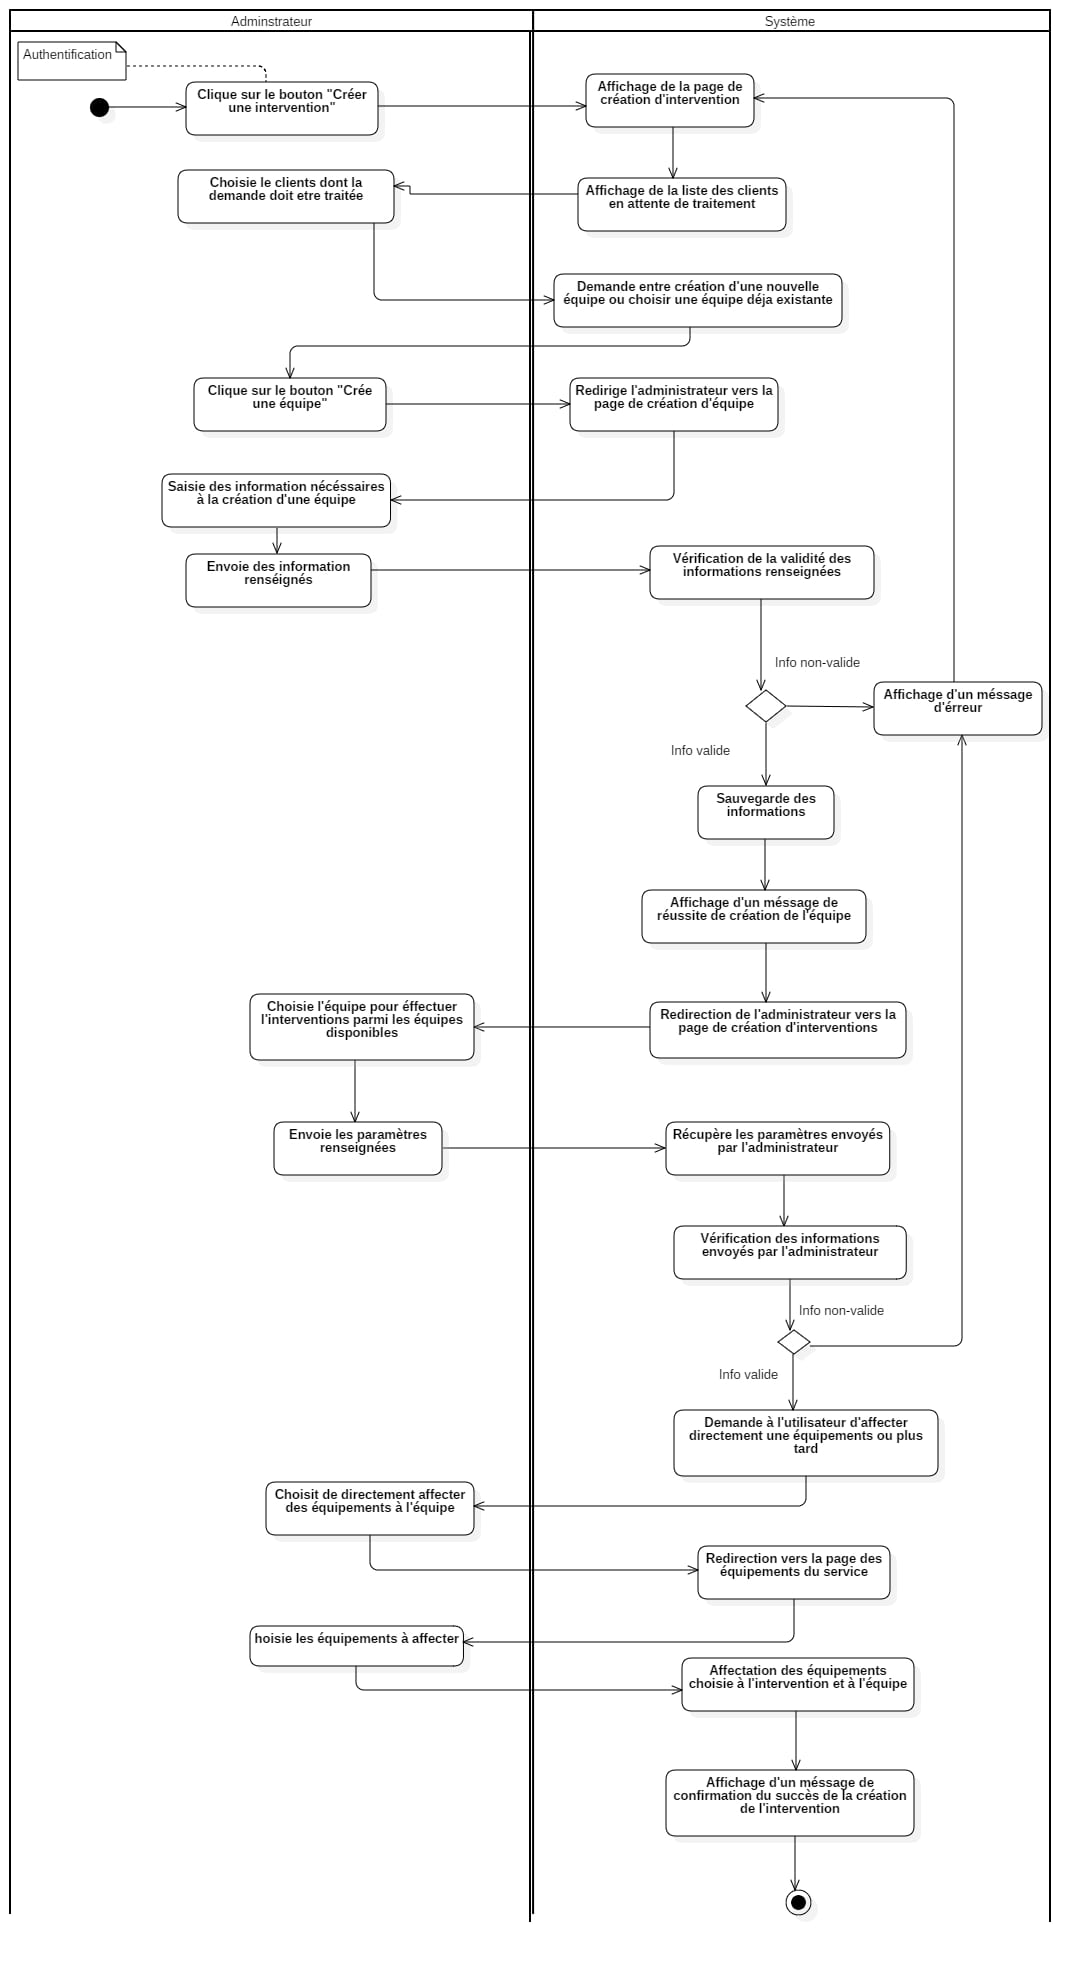 Adminstrateur
Système
Authentification
Clique sur le bouton "Créer
une intervention"
Affichage de la page de
création d'intervention
Choisie le clients dont la
demande doit etre traitée
Affichage de la liste des clients
en attente de traitement
Demande entre création d'une nouvelle
équipe ou choisir une équipe déja existante
Clique sur le bouton "Crée
une équipe"
Redirige l'administrateur vers la
page de création d'équipe
Saisie des information nécéssaires
à la création d'une équipe
Envoie des information
renséignés
Vérification de la validité des
informations renseignées
Info non-valide
Affichage d'un méssage
d'érreur
Info valide
Sauvegarde des
informations
Affichage d'un méssage de
réussite de création de l'équipe
Choisie l'équipe pour éffectuer
l'interventions parmi les équipes
disponibles
Redirection de l'administrateur vers la
page de création d'interventions
Envoie les paramètres
renseignées
Récupère les paramètres envoyés
par l'administrateur
Vérification des informations
envoyés par l'administrateur
Info non-valide
Info valide
Demande à l'utilisateur d'affecter
directement une équipements ou plus
tard
Choisit de directement affecter
des équipements à l'équipe
Redirection vers la page des
équipements du service
hoisie les équipements à affecter
Affectation des équipements
choisie à l'intervention et à l'équipe
Affichage d'un méssage de
confirmation du succès de la création
de l'intervention